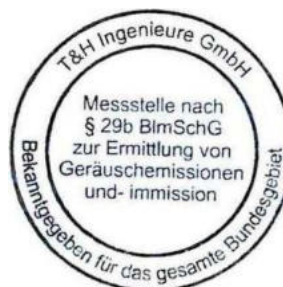 T&H Ingenieure GmbH
Messstelle nach
§ 29b BImSchG
zur Ermittlung von
Geräuschemissionen
und- immission
Bekanntgegeben für das gesamte Bundesgebiet